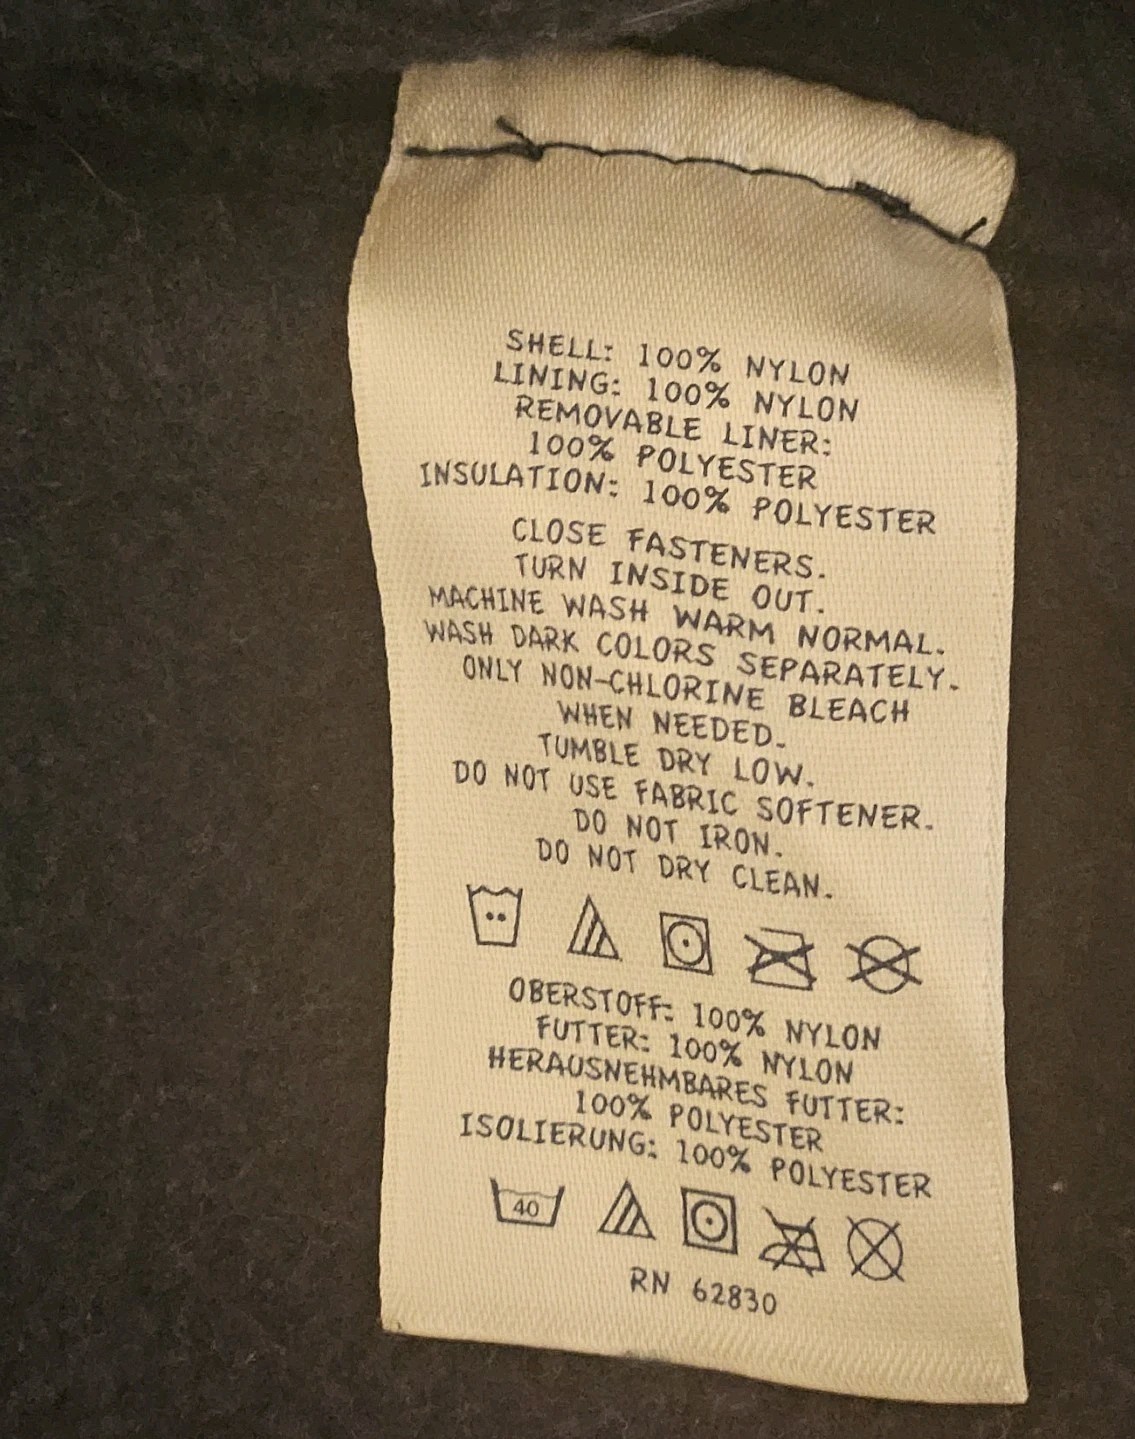 SHELL: 100% NYLON
LINING: 100% NYLON
REMOVABLE LINER:
100% POLYESTER
INSULATION: 100% POLYESTER
CLOSE FASTENERS.
TURN INSIDE OUT.
MACHINE WASH WARM NORMAL.
WASH DARK COLORS SEPARATELY.
ONLY NON-CHLORINE BLEACH
WHEN NEEDED.
TUMBLE DRY LOW.
DO NOT USE FABRIC SOFTENER.
DO NOT IRON.
DO NOT DRY CLEAN.
OBERSTOFF: 100% NYLON
FUTTER: 100% NYLON
HERAUSNEHMBARES FUTTER:
100% POLYESTER
ISOLIERUNG: 100% POLYESTER
40
RN 62830